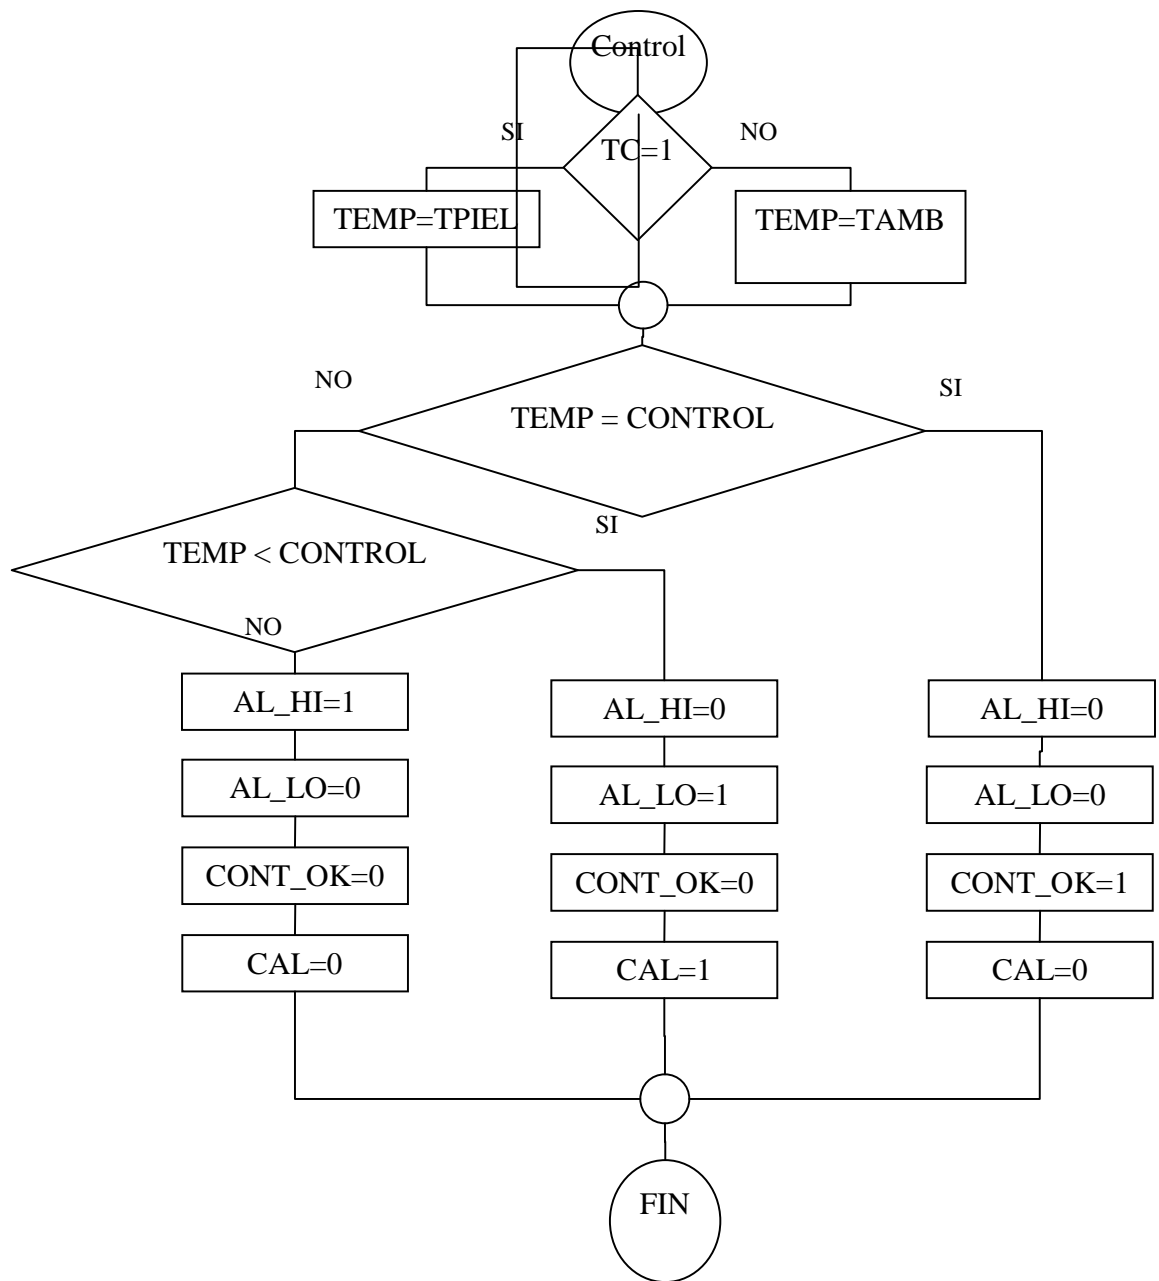 Control
SI
NO
TC=1
TEMP=TPIEL
TEMP=TAMB
NO
SI
TEMP = CONTROL
SI
TEMP < CONTROL
NO
AL_HI=1
AL_HI=0
AL_HI=0
AL_LO=0
AL_LO=1
AL_LO=0
CONT_OK=0
CONT_OK=0
CONT_OK=1
CAL=0
CAL=1
CAL=0
FIN